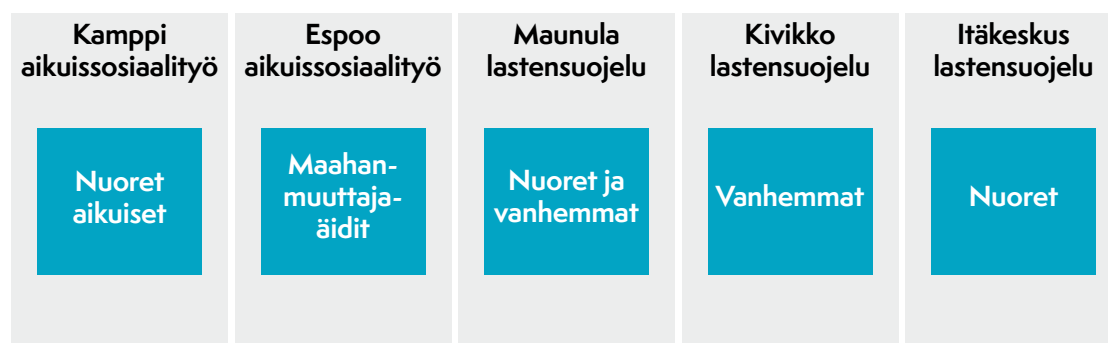 Kamppi
aikuissosiaalityö
Espoo
aikuissosiaalityö
Maunula
lastensuojelu
Kivikko
lastensuojelu
Itäkeskus
lastensuojelu
Nuoret
aikuiset
Maahan-
muuttaja-
äidit
Nuoret ja
vanhemmat
Vanhemmat
Nuoret